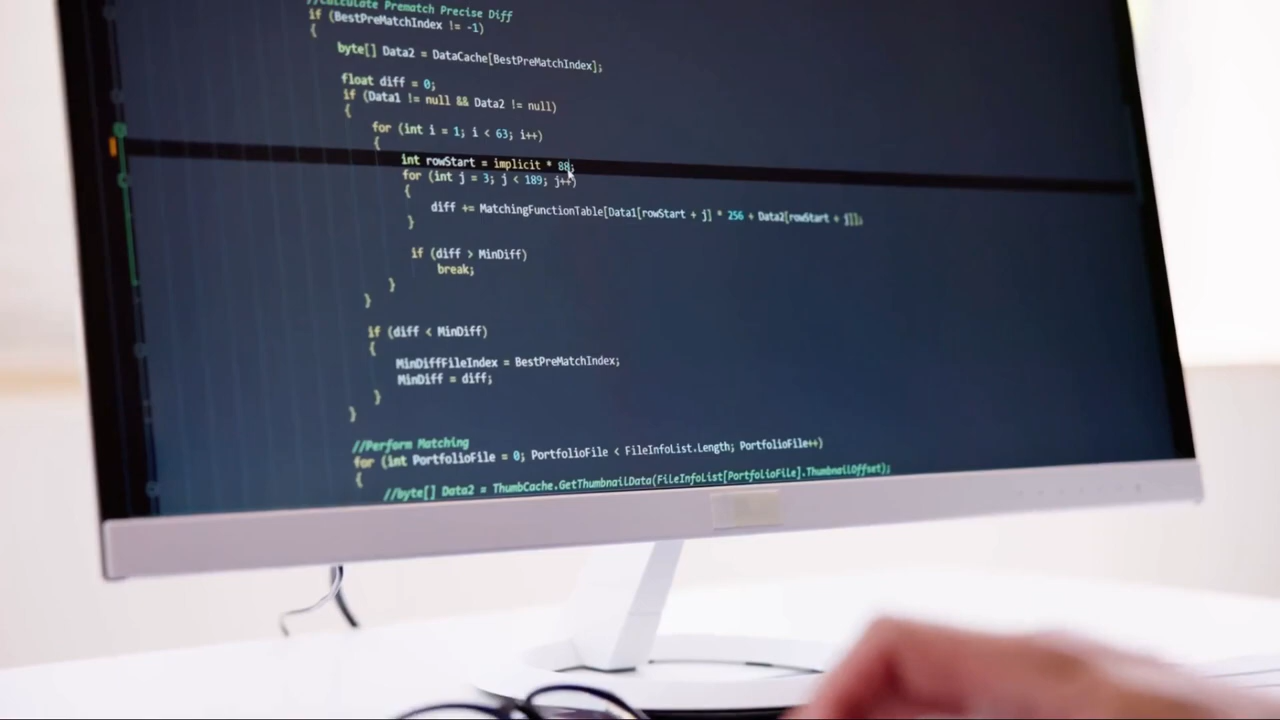 //Calculate Prematch Precise Diff
if (BestPreMatchIndex != -1)
{
byte[] Data2 = DataCache[BestPreMatchIndex];
float diff = 0;
if (Data1 != null && Data2 != null)
{
for (int i = 1; i < 63; i++)
{
int rowStart = implicit * 88;
for (int j = 3; j < 189; j++)
{
diff += MatchingFunctionTable[Data1[rowStart + j] * 256 + Data2[rowStart + j]];
}
if (diff > MinDiff)
break;
}
}
if (diff < MinDiff)
{
MinDiffFileIndex = BestPreMatchIndex;
MinDiff = diff;
}
}
//Perform Matching
for (int PortfolioFile = 0; PortfolioFile < FileInfoList.Length; PortfolioFile++)
{
//byte[] Data2 = ThumbCache.GetThumbnailData(FileInfoList[PortfolioFile].ThumbnailOffset);